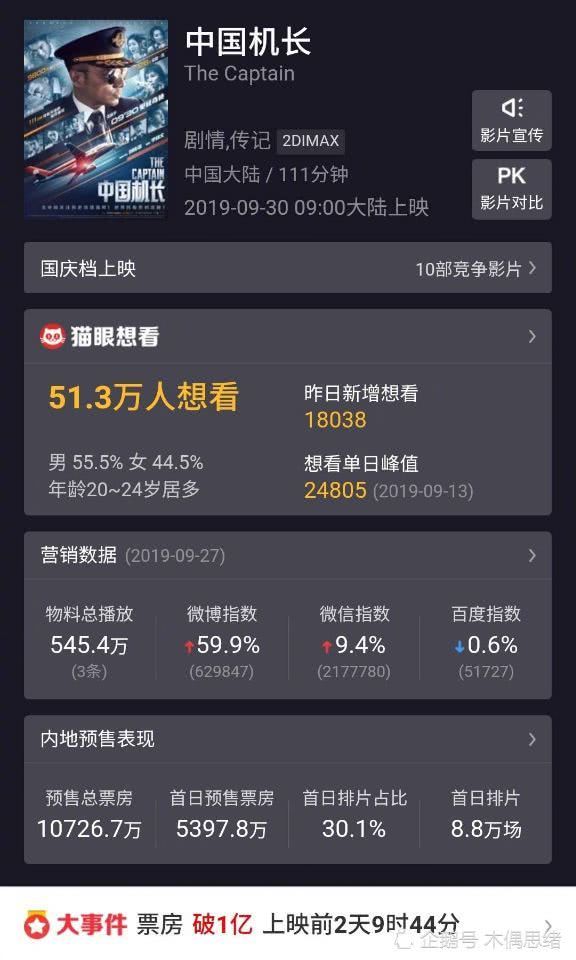 中国机长
The Captain
剧情,传记 2DIMAX
中国大陆 / 111分钟
2019-09-30 09:00大陆上映
影片宣传
PK
影片对比
09:30
THE
CAPTAIN
中国机长
国庆档上映
10部竞争影片
猫眼想看
51.3万人想看
昨日新增想看
18038
男 55.5% 女 44.5%
年龄20~24岁居多
想看单日峰值
24805 (2019-09-13)
营销数据 (2019-09-27)
物料总播放 微博指数 微信指数 百度指数
545.4万 ↑59.9% ↑9.4% ↓0.6%
(3条) (629847) (2177780) (51727)
内地预售表现
预售总票房 首日预售票房 首日排片占比 首日排片
10726.7万 5397.8万 30.1% 8.8万场
大事件 票房 破1亿 上映前2天9时44分
企鹅号 木偶思绪